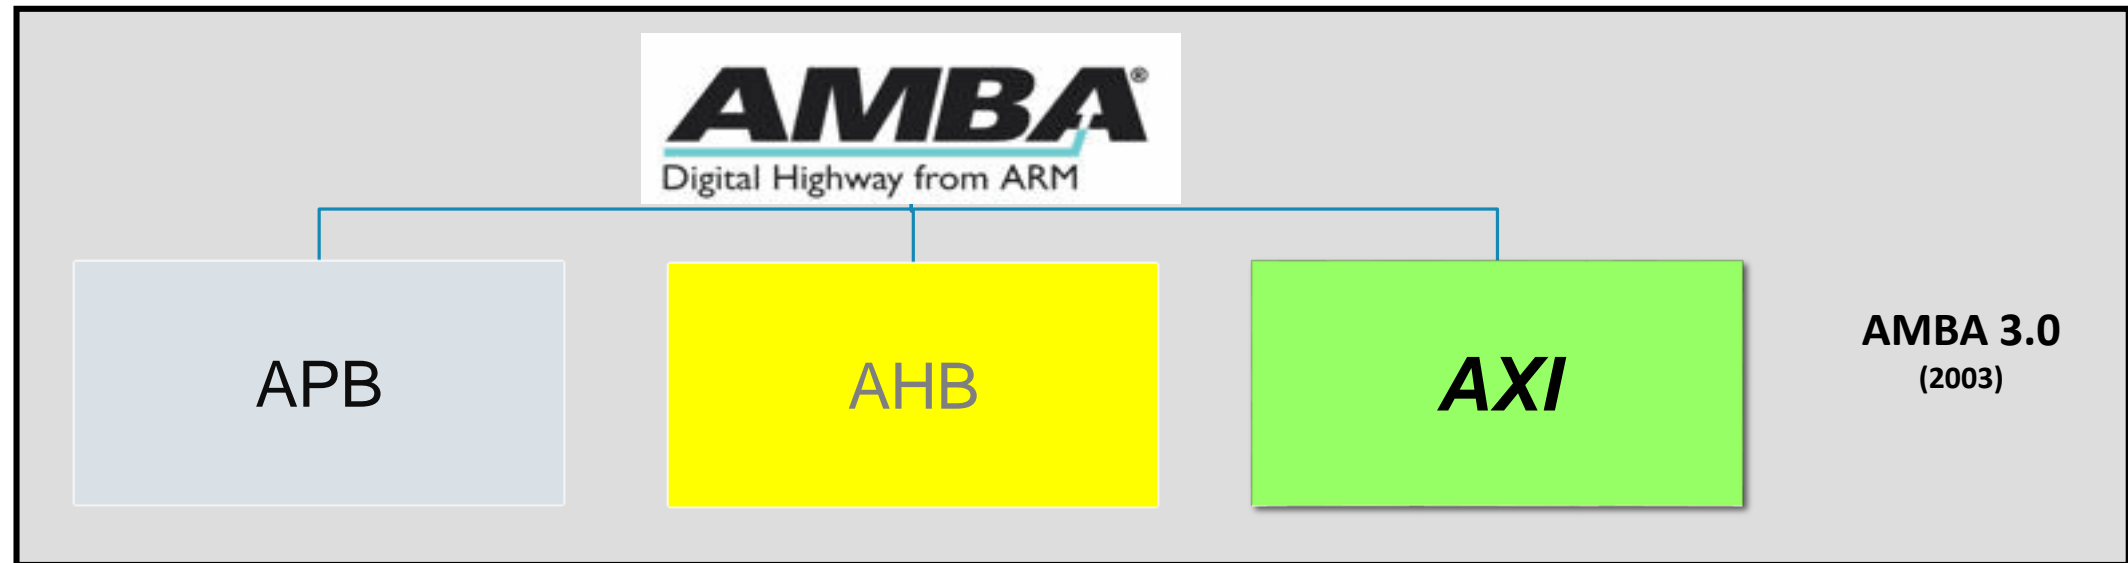 AMBA®
Digital Highway from ARM
APB
AHB
AXI
AMBA 3.0
(2003)